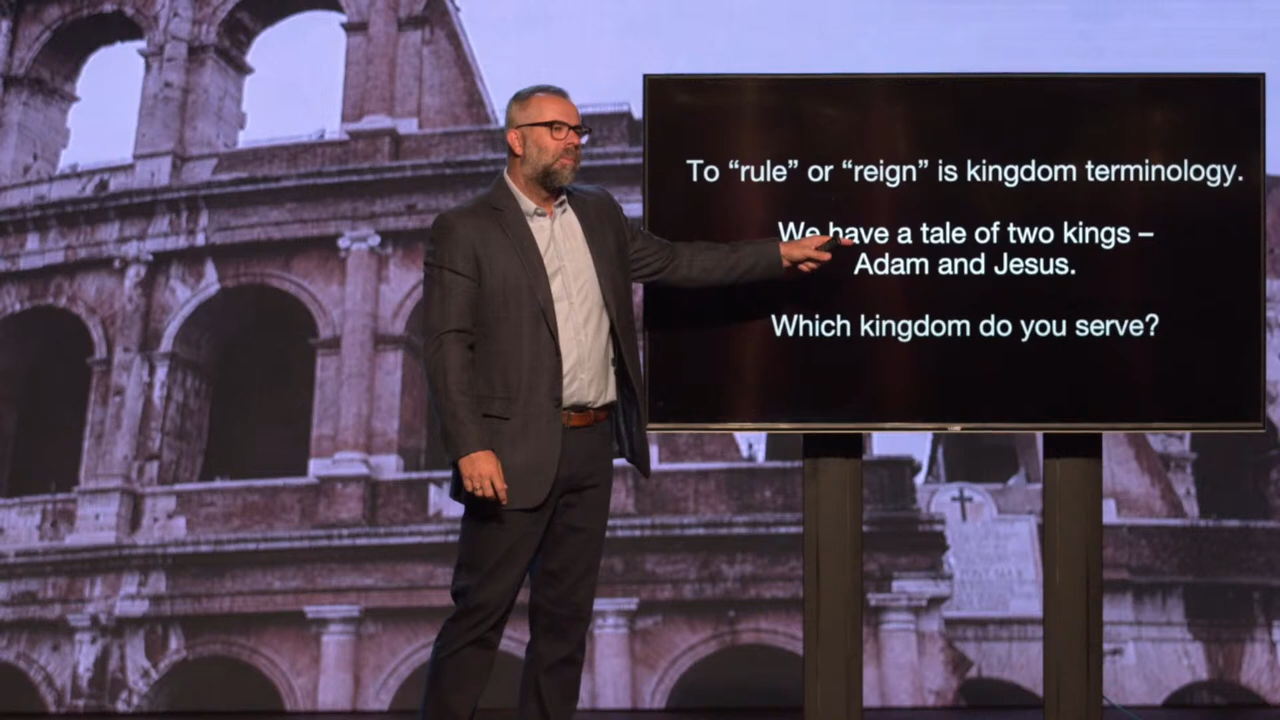 To “rule” or “reign” is kingdom terminology.
We have a tale of two kings –
Adam and Jesus.
Which kingdom do you serve?